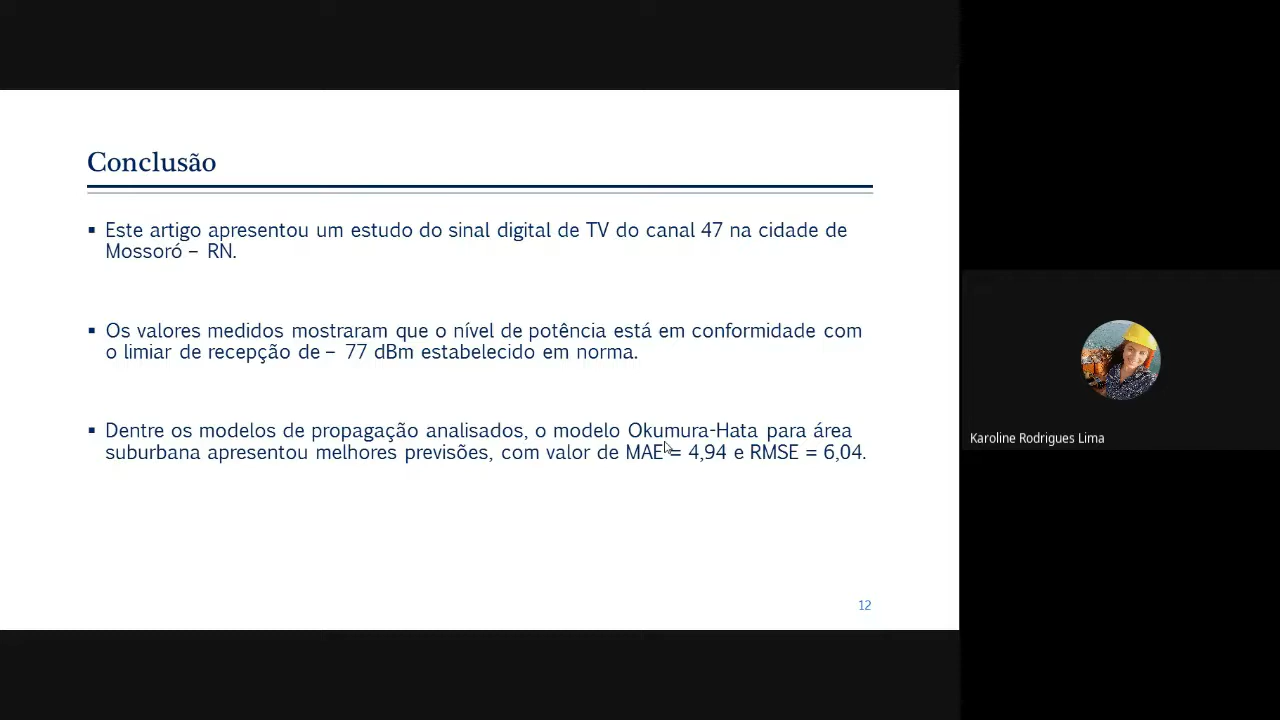 Conclusão
▪ Este artigo apresentou um estudo do sinal digital de TV do canal 47 na cidade de
Mossoró – RN.
▪ Os valores medidos mostraram que o nível de potência está em conformidade com
o limiar de recepção de – 77 dBm estabelecido em norma.
▪ Dentre os modelos de propagação analisados, o modelo Okumura-Hata para área
suburbana apresentou melhores previsões, com valor de MAE = 4,94 e RMSE = 6,04.
12
Karoline Rodrigues Lima